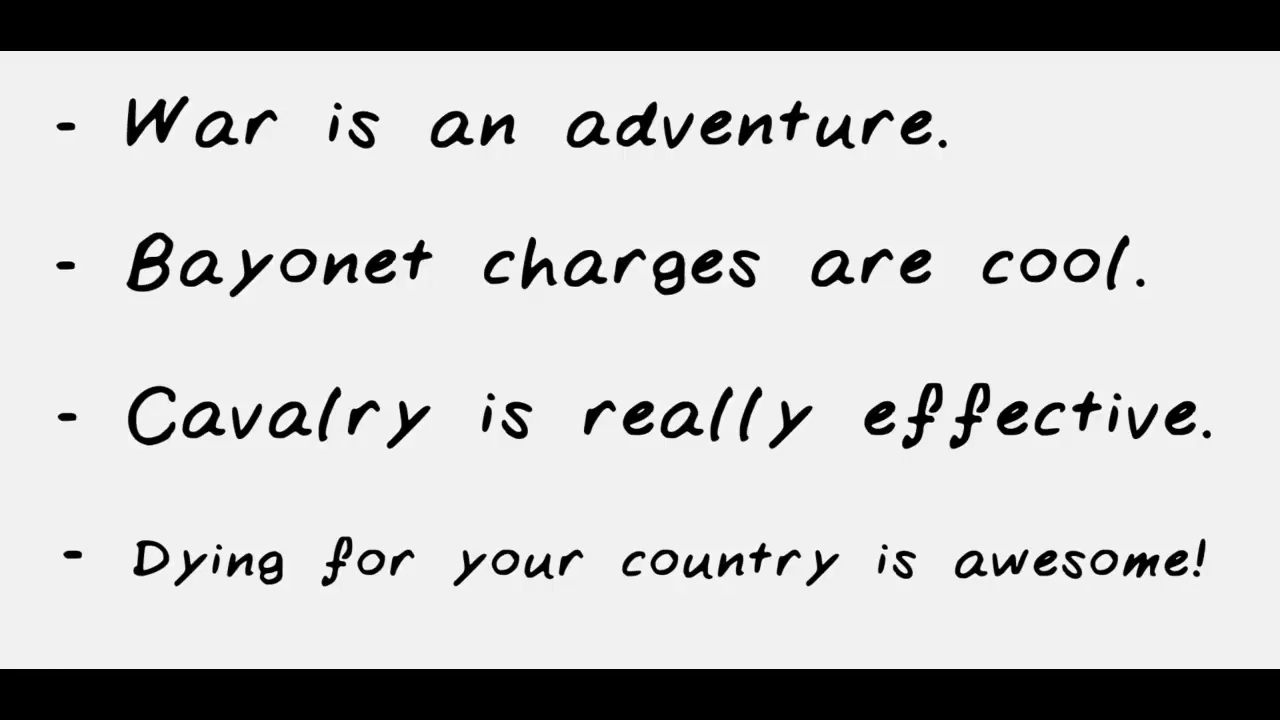 - War is an adventure.
- Bayonet charges are cool.
- Cavalry is really effective.
- Dying for your country is awesome!